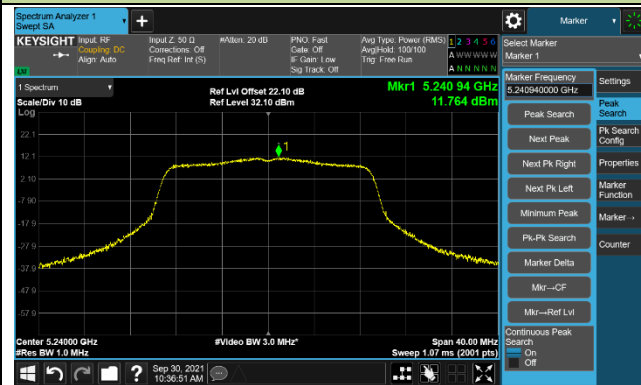 Spectrum Analyzer 1
Swept SA
Marker
KEYSIGHT
Input: RF
Coupling: DC
Align: Auto
Input Z: 50 Ω
Corrections: Off
Freq Ref: Int (S)
#Atten: 20 dB
PNO: Fast
Gate: Off
IF Gain: Low
Sig Track: Off
Avg Type: Power (RMS)
Avg|Hold: 100/100
Trig: Free Run
1 2 3 4 5 6
A W W W W W
A N N N N N
Select Marker
Marker 1
1 Spectrum
Scale/Div 10 dB
Log
Ref Lvl Offset 22.10 dB
Ref Level 32.10 dBm
Mkr1 5.240 94 GHz
11.764 dBm
Marker Frequency
5.240940000 GHz
Peak Search
Next Peak
Next Pk Right
Next Pk Left
Minimum Peak
Pk-Pk Search
Marker Delta
Mkr→CF
Mkr→Ref Lvl
Continuous Peak
Search
On
Off
Settings
Peak
Search
Pk Search
Config
Properties
Marker
Function
Marker→
Counter
22.1
12.1
2.10
-7.90
-17.9
-27.9
-37.9
-47.9
-57.9
1
Center 5.24000 GHz
#Res BW 1.0 MHz
#Video BW 3.0 MHz*
Span 40.00 MHz
Sweep 1.07 ms (2001 pts)
Sep 30, 2021
10:36:51 AM